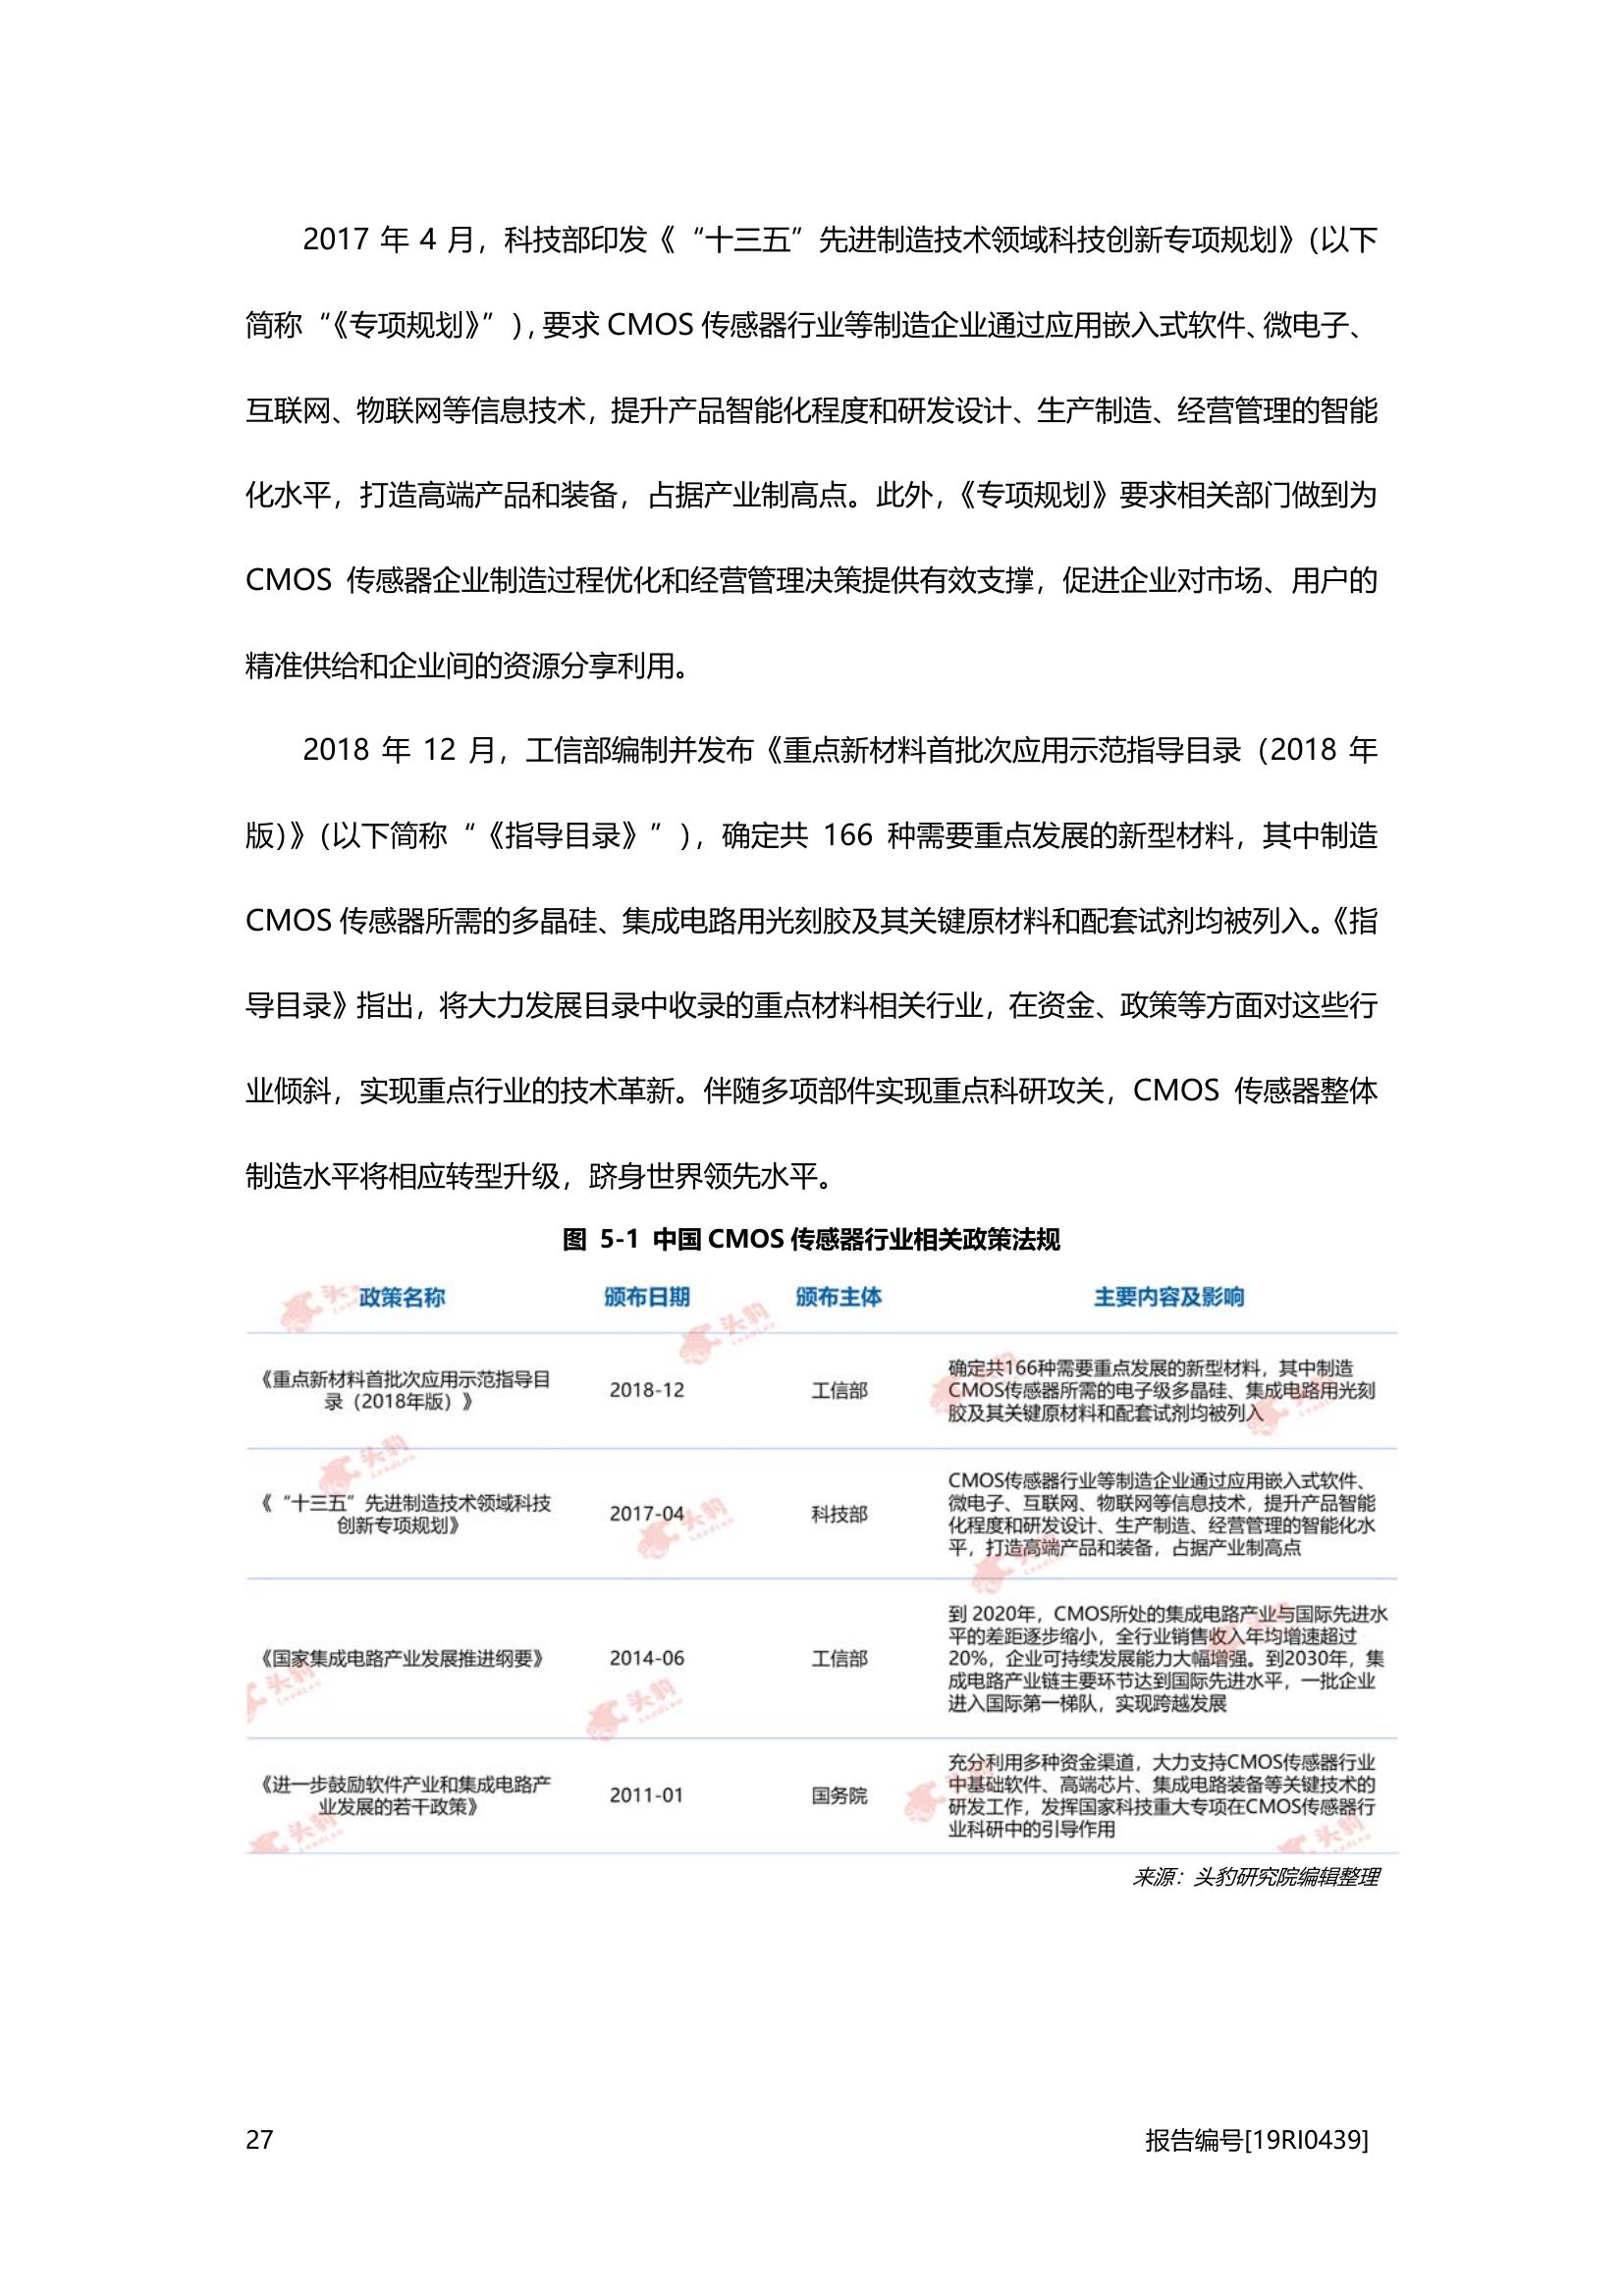 2017 年 4 月，科技部印发《“十三五”先进制造技术领域科技创新专项规划》（以下
简称“《专项规划》”），要求 CMOS 传感器行业等制造企业通过应用嵌入式软件、微电子、
互联网、物联网等信息技术，提升产品智能化程度和研发设计、生产制造、经营管理的智能
化水平，打造高端产品和装备，占据产业制高点。此外，《专项规划》要求相关部门做到为
CMOS 传感器企业制造过程优化和经营管理决策提供有效支撑，促进企业对市场、用户的
精准供给和企业间的资源分享利用。
2018 年 12 月，工信部编制并发布《重点新材料首批次应用示范指导目录（2018 年
版）》（以下简称“《指导目录》”），确定共 166 种需要重点发展的新型材料，其中制造
CMOS 传感器所需的多晶硅、集成电路用光刻胶及其关键原材料和配套试剂均被列入。《指
导目录》指出，将大力发展目录中收录的重点材料相关行业，在资金、政策等方面对这些行
业倾斜，实现重点行业的技术革新。伴随多项部件实现重点科研攻关，CMOS 传感器整体
制造水平将相应转型升级，跻身世界领先水平。
图 5-1 中国 CMOS 传感器行业相关政策法规
政策名称 颁布日期 颁布主体 主要内容及影响
《重点新材料首批次应用示范指导目
录（2018年版）》
2018-12
工信部
确定共166种需要重点发展的新型材料，其中制造
CMOS传感器所需的电子级多晶硅、集成电路用光刻
胶及其关键原材料和配套试剂均被列入
《“十三五”先进制造技术领域科技
创新专项规划》
2017-04
科技部
CMOS传感器行业等制造企业通过应用嵌入式软件、
微电子、互联网、物联网等信息技术，提升产品智能
化程度和研发设计、生产制造、经营管理的智能化水
平，打造高端产品和装备，占据产业制高点
《国家集成电路产业发展推进纲要》
2014-06
工信部
到 2020年，CMOS所处的集成电路产业与国际先进水
平的差距逐步缩小，全行业销售收入年均增速超过
20%，企业可持续发展能力大幅增强。到2030年，集
成电路产业链主要环节达到国际先进水平，一批企业
进入国际第一梯队，实现跨越发展
《进一步鼓励软件产业和集成电路产
业发展的若干政策》
2011-01
国务院
充分利用多种资金渠道，大力支持CMOS传感器行业
中基础软件、高端芯片、集成电路装备等关键技术的
研发工作，发挥国家科技重大专项在CMOS传感器行
业科研中的引导作用
来源：头豹研究院编辑整理
27
报告编号[19RI0439]